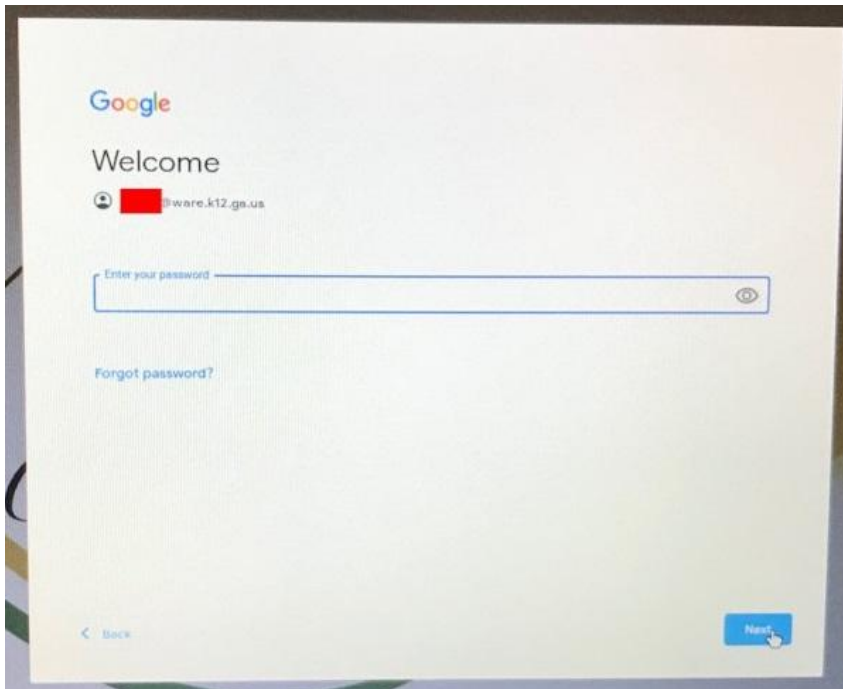 Google
Welcome
@ware.k12.ga.us
Enter your password
Forgot password?
Back
Next